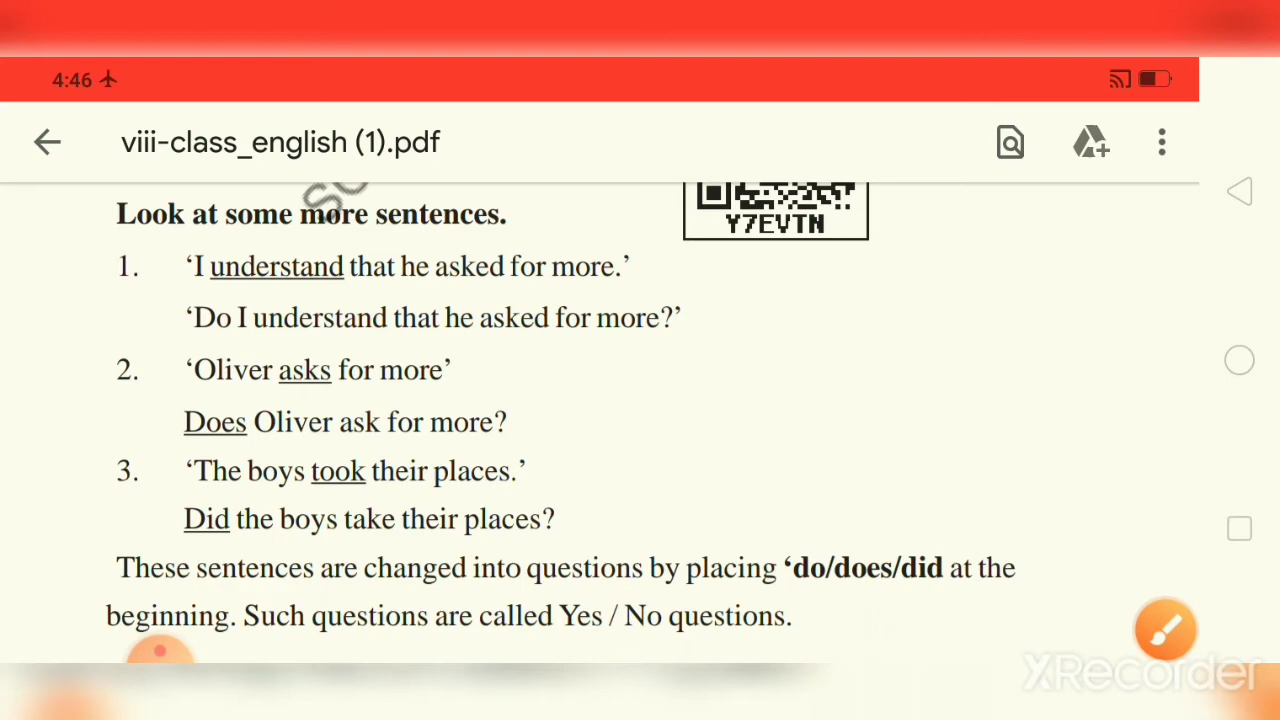 4:46
viii-class_english (1).pdf
Look at some more sentences.
Y7EVTN
1. ‘I understand that he asked for more.’
‘Do I understand that he asked for more?’
2. ‘Oliver asks for more’
Does Oliver ask for more?
3. ‘The boys took their places.’
Did the boys take their places?
These sentences are changed into questions by placing ‘do/does/did at the
beginning. Such questions are called Yes / No questions.
XRecorder